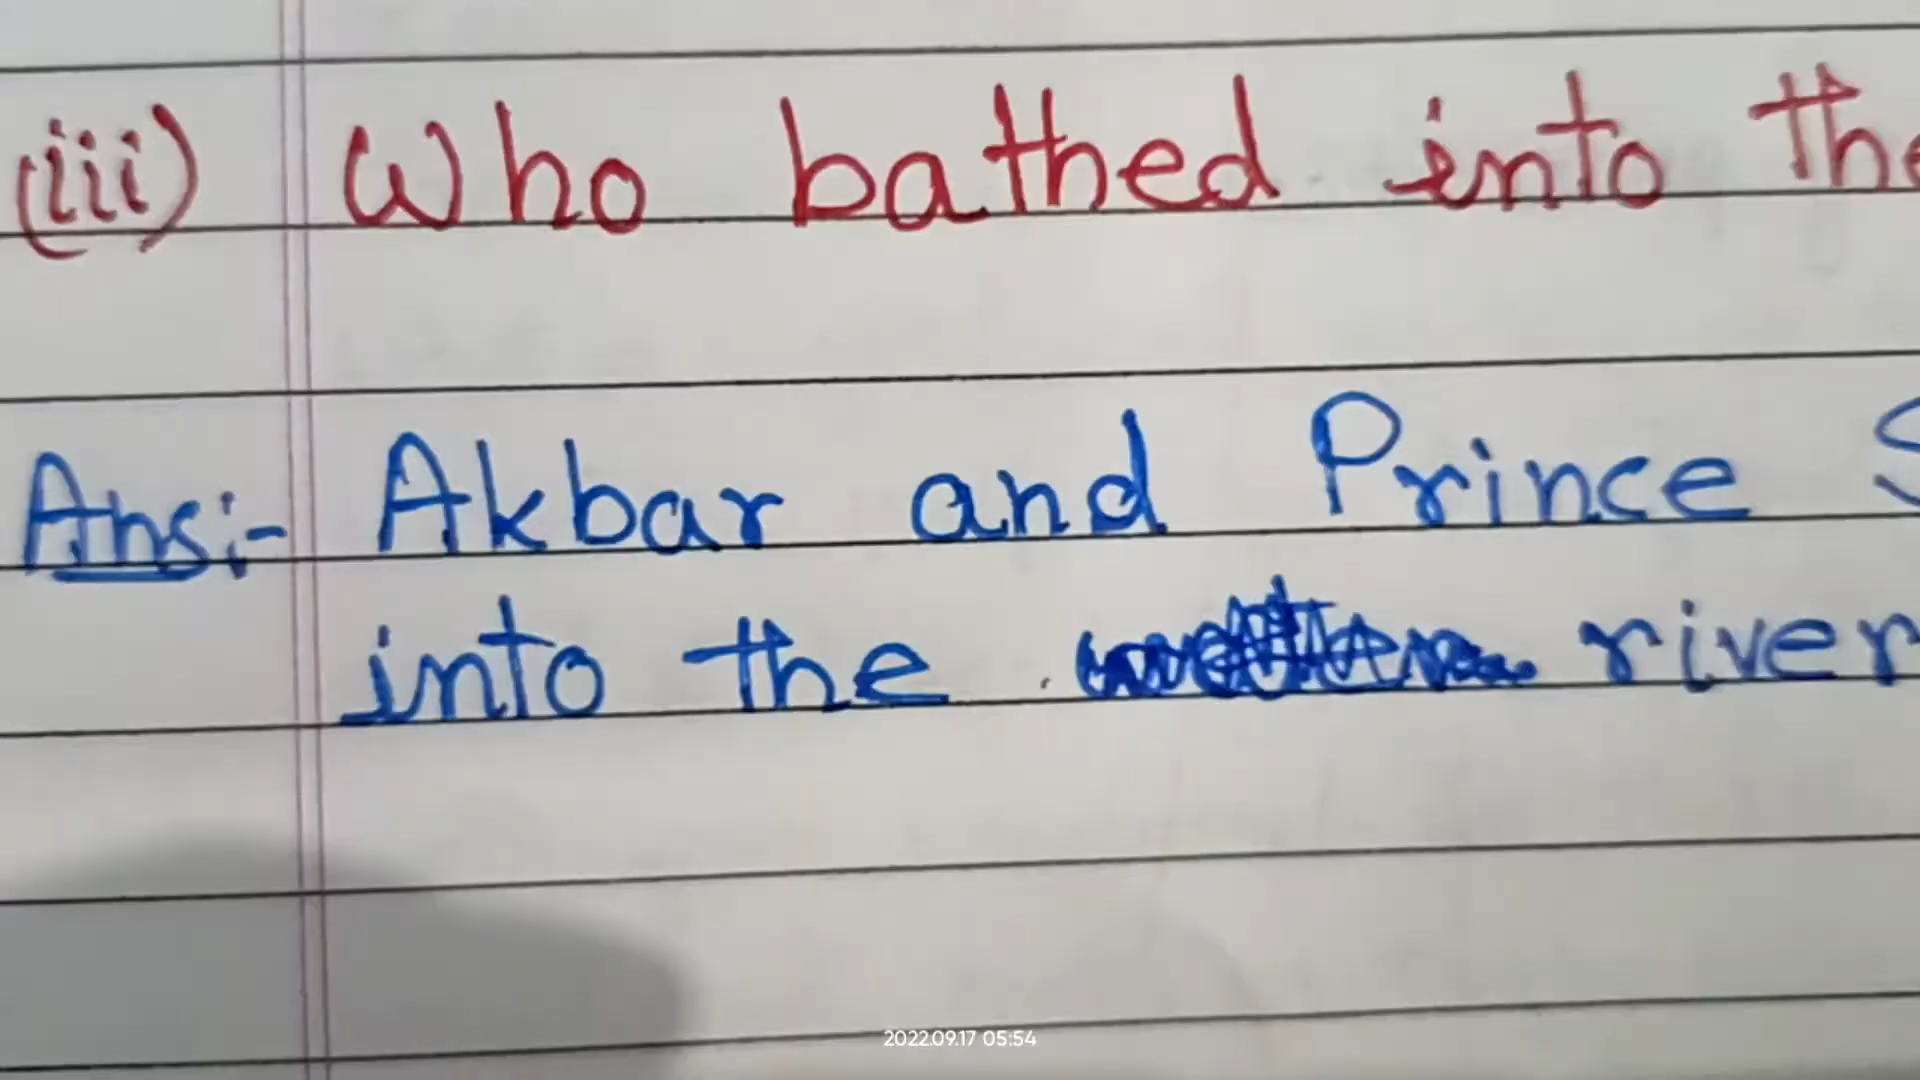 (iii) Who bathed into the
Ans:- Akbar and Prince
into the river
2022.09.17 05:54